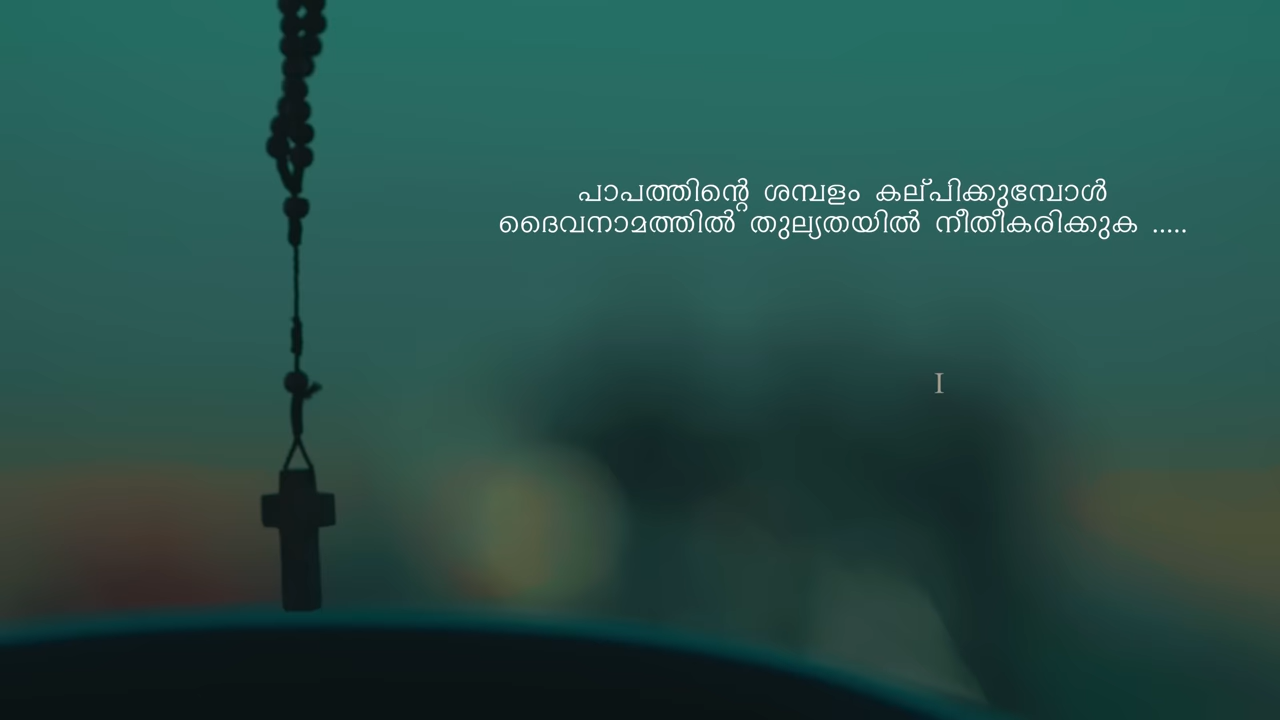 പാപത്തിന്റെ ശമ്പളം കല്പിക്കുമ്പോൾ
ദൈവനാമത്തിൽ തുല്യതയിൽ നീതീകരിക്കുക .....
I